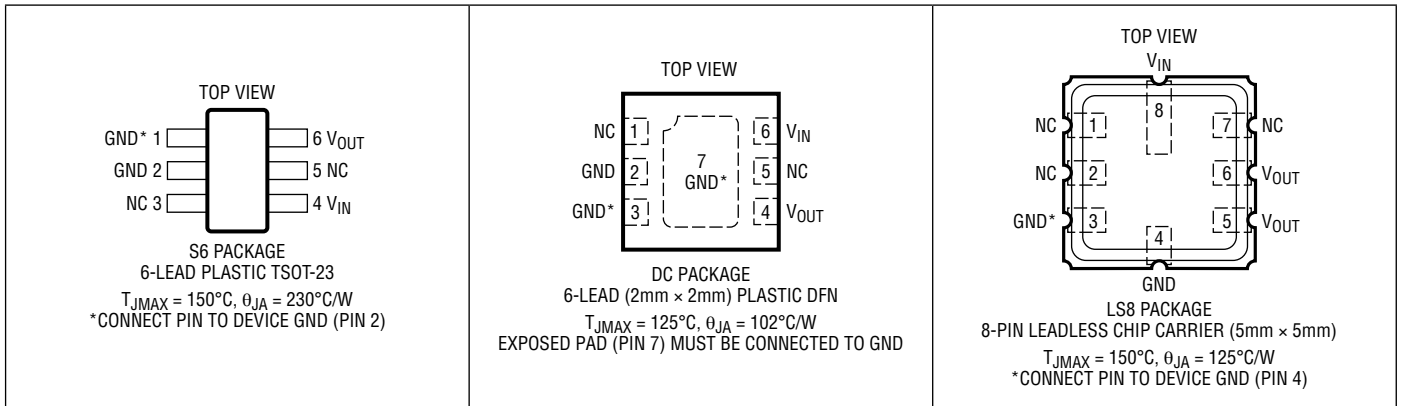 TOP VIEW
GND* 1
6 VOUT
GND 2
5 NC
NC 3
4 VIN
S6 PACKAGE
6-LEAD PLASTIC TSOT-23
TJMAX = 150°C, θJA = 230°C/W
*CONNECT PIN TO DEVICE GND (PIN 2)
TOP VIEW
NC 1
6 VIN
GND 2
7
GND*
5 NC
GND* 3
4 VOUT
DC PACKAGE
6-LEAD (2mm × 2mm) PLASTIC DFN
TJMAX = 125°C, θJA = 102°C/W
EXPOSED PAD (PIN 7) MUST BE CONNECTED TO GND
TOP VIEW
VIN
8
NC 1
7 NC
NC 2
6 VOUT
GND* 3
5 VOUT
4
GND
LS8 PACKAGE
8-PIN LEADLESS CHIP CARRIER (5mm × 5mm)
TJMAX = 150°C, θJA = 125°C/W
*CONNECT PIN TO DEVICE GND (PIN 4)